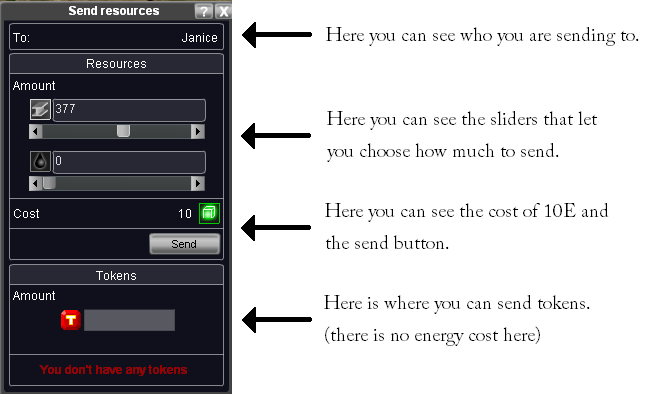 Send resources ? X
To: Janice
Here you can see who you are sending to.
Resources
Amount
377
0
Here you can see the sliders that let
you choose how much to send.
Cost 10
Send
Here you can see the cost of 10E and
the send button.
Tokens
Amount
T
Here is where you can send tokens.
(there is no energy cost here)
You don't have any tokens